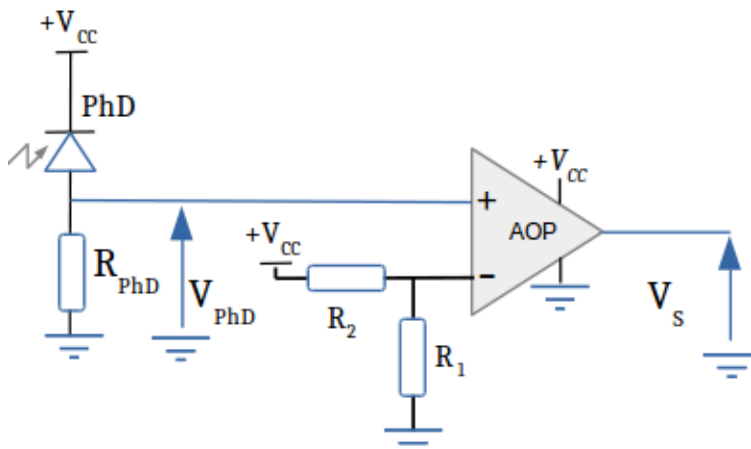 +Vcc
PhD
+Vcc
+
AOP
+Vcc
RPhD
VPhD
R2
-
R1
Vs